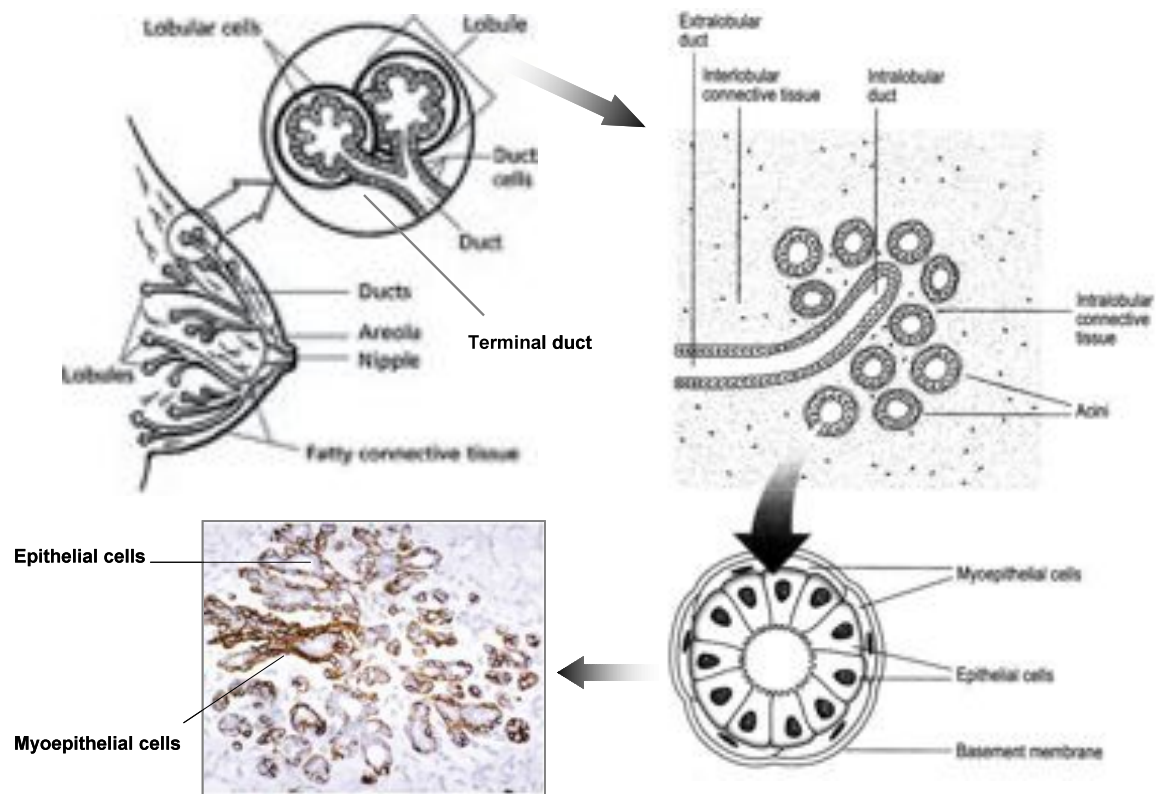 Lobular cells
Lobule
Duct
cells
Duct
Ducts
Areola
Nipple
Terminal duct
Lobules
Fatty connective tissue
Extralobular
duct
Interlobular
connective tissue
Intralobular
duct
Intralobular
connective
tissue
Acini
Epithelial cells
Myoepithelial cells
Myoepithelial cells
Epithelial cells
Basement membrane